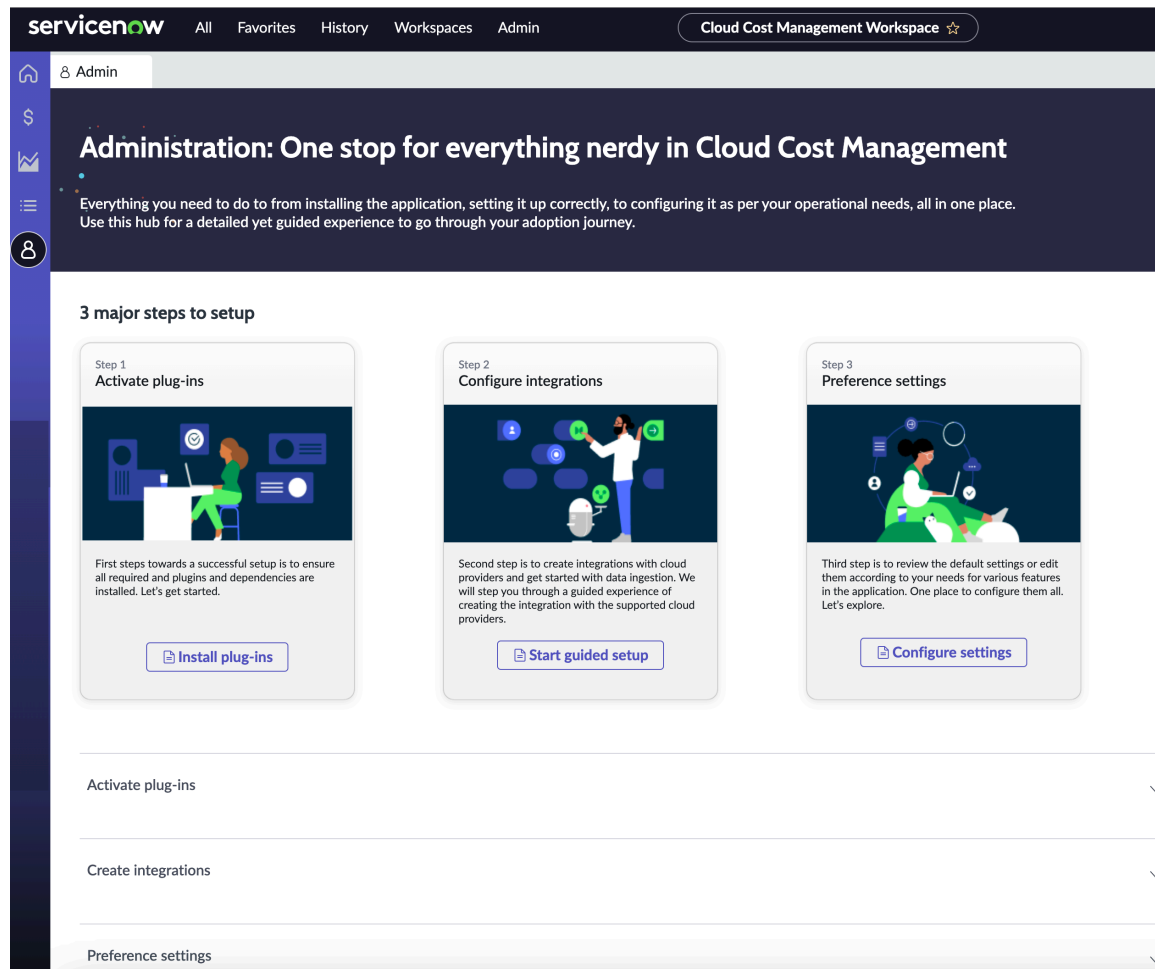 servicenow All Favorites History Workspaces Admin Cloud Cost Management Workspace
Admin
Administration: One stop for everything nerdy in Cloud Cost Management
Everything you need to do to from installing the application, setting it up correctly, to configuring it as per your operational needs, all in one place.
Use this hub for a detailed yet guided experience to go through your adoption journey.
3 major steps to setup
Step 1
Activate plug-ins
First steps towards a successful setup is to ensure
all required and plugins and dependencies are
installed. Let's get started.
Install plug-ins
Step 2
Configure integrations
Second step is to create integrations with cloud
providers and get started with data ingestion. We
will step you through a guided experience of
creating the integration with the supported cloud
providers.
Start guided setup
Step 3
Preference settings
Third step is to review the default settings or edit
them according to your needs for various features
in the application. One place to configure them all.
Let's explore.
Configure settings
Activate plug-ins
Create integrations
Preference settings